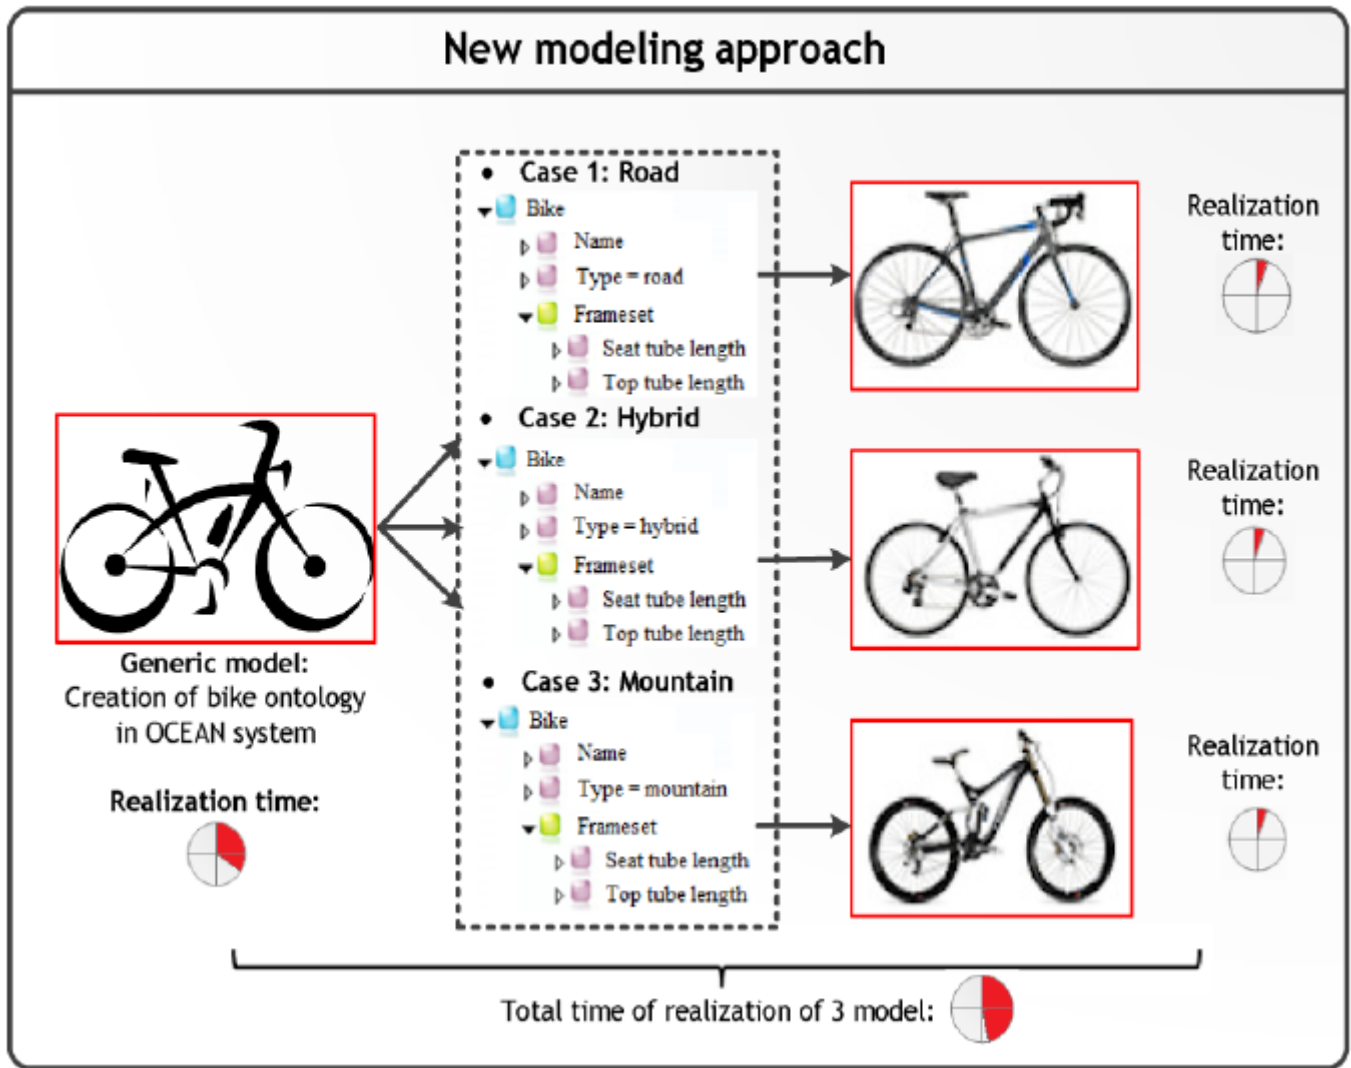 New modeling approach
• Case 1: Road
Bike
Name
Type = road
Frameset
Seat tube length
Top tube length
Realization
time:
• Case 2: Hybrid
Bike
Name
Type = hybrid
Frameset
Seat tube length
Top tube length
Realization
time:
Generic model:
Creation of bike ontology
in OCEAN system
Realization time:
• Case 3: Mountain
Bike
Name
Type = mountain
Frameset
Seat tube length
Top tube length
Realization
time:
Total time of realization of 3 model: